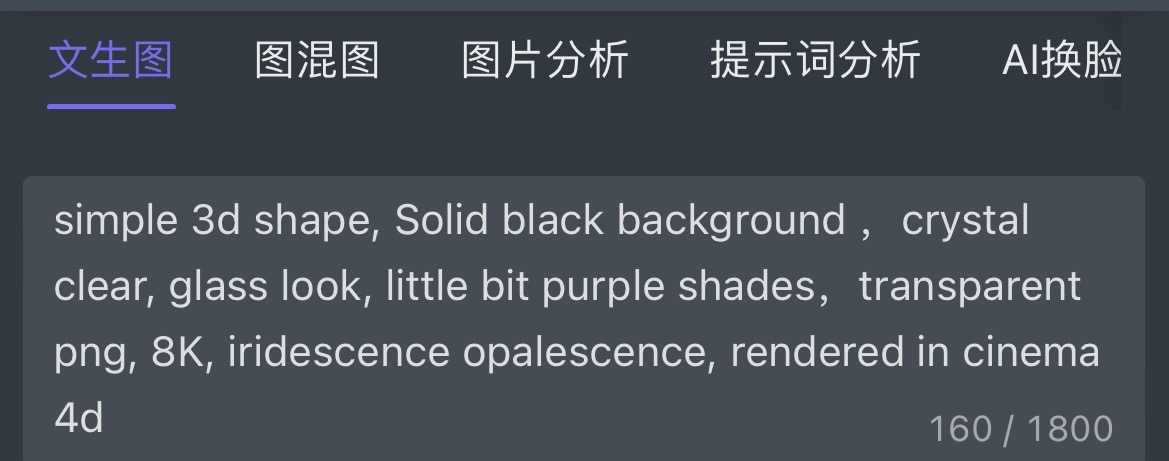 文生图 图混图 图片分析 提示词分析 AI换脸
simple 3d shape, Solid black background ， crystal
clear, glass look, little bit purple shades，transparent
png, 8K, iridescence opalescence, rendered in cinema
4d
160 / 1800